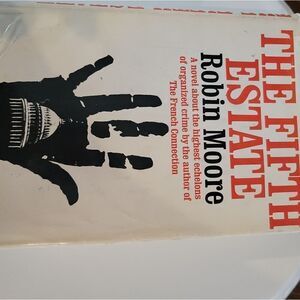 THE FIFTH
ESTATE
Robin Moore
A novel about the highest echelons
of organized crime by the author of
The French Connection